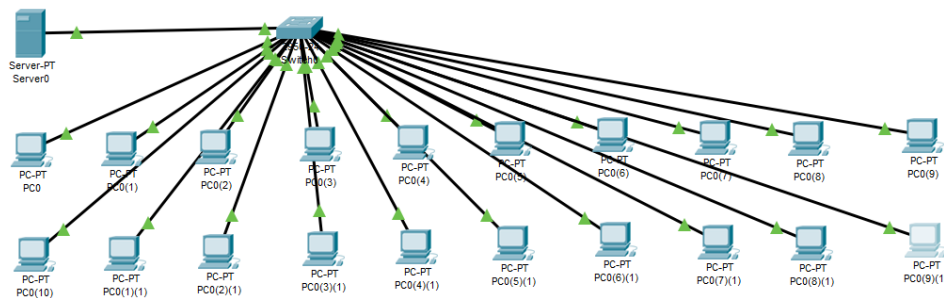 Server-PT
Server0
Switch0
PC-PT
PC0
PC-PT
PC0(1)
PC-PT
PC0(2)
PC-PT
PC0(3)
PC-PT
PC0(4)
PC-PT
PC0(5)
PC-PT
PC0(6)
PC-PT
PC0(7)
PC-PT
PC0(8)
PC-PT
PC0(9)
PC-PT
PC0(10)
PC-PT
PC0(1)(1)
PC-PT
PC0(2)(1)
PC-PT
PC0(3)(1)
PC-PT
PC0(4)(1)
PC-PT
PC0(5)(1)
PC-PT
PC0(6)(1)
PC-PT
PC0(7)(1)
PC-PT
PC0(8)(1)
PC-PT
PC0(9)(1